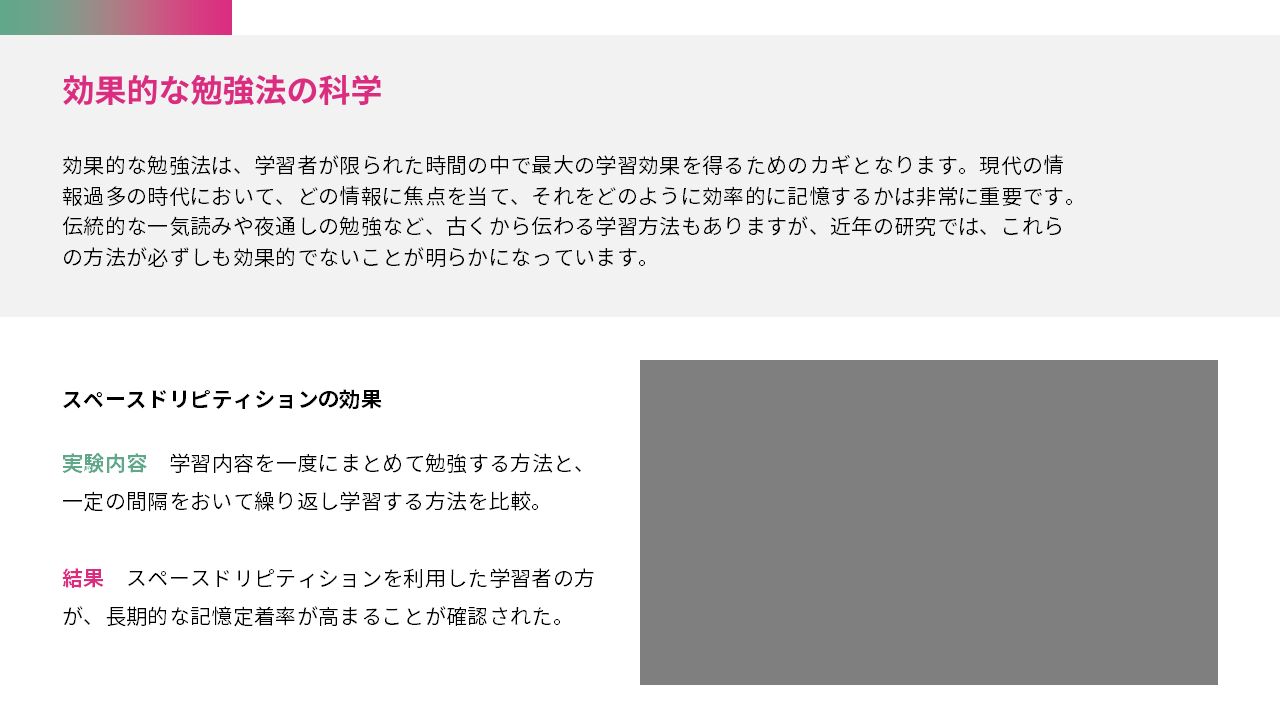 効果的な勉強法の科学
効果的な勉強法は、学習者が限られた時間の中で最大の学習効果を得るためのカギとなります。現代の情
報過多の時代において、どの情報に焦点を当て、それをどのように効率的に記憶するかは非常に重要です。
伝統的な一気読みや夜通しの勉強など、古くから伝わる学習方法もありますが、近年の研究では、これら
の方法が必ずしも効果的でないことが明らかになっています。
スペースドリピティションの効果
実験内容　学習内容を一度にまとめて勉強する方法と、
一定の間隔をおいて繰り返し学習する方法を比較。
結果　スペースドリピティションを利用した学習者の方
が、長期的な記憶定着率が高まることが確認された。